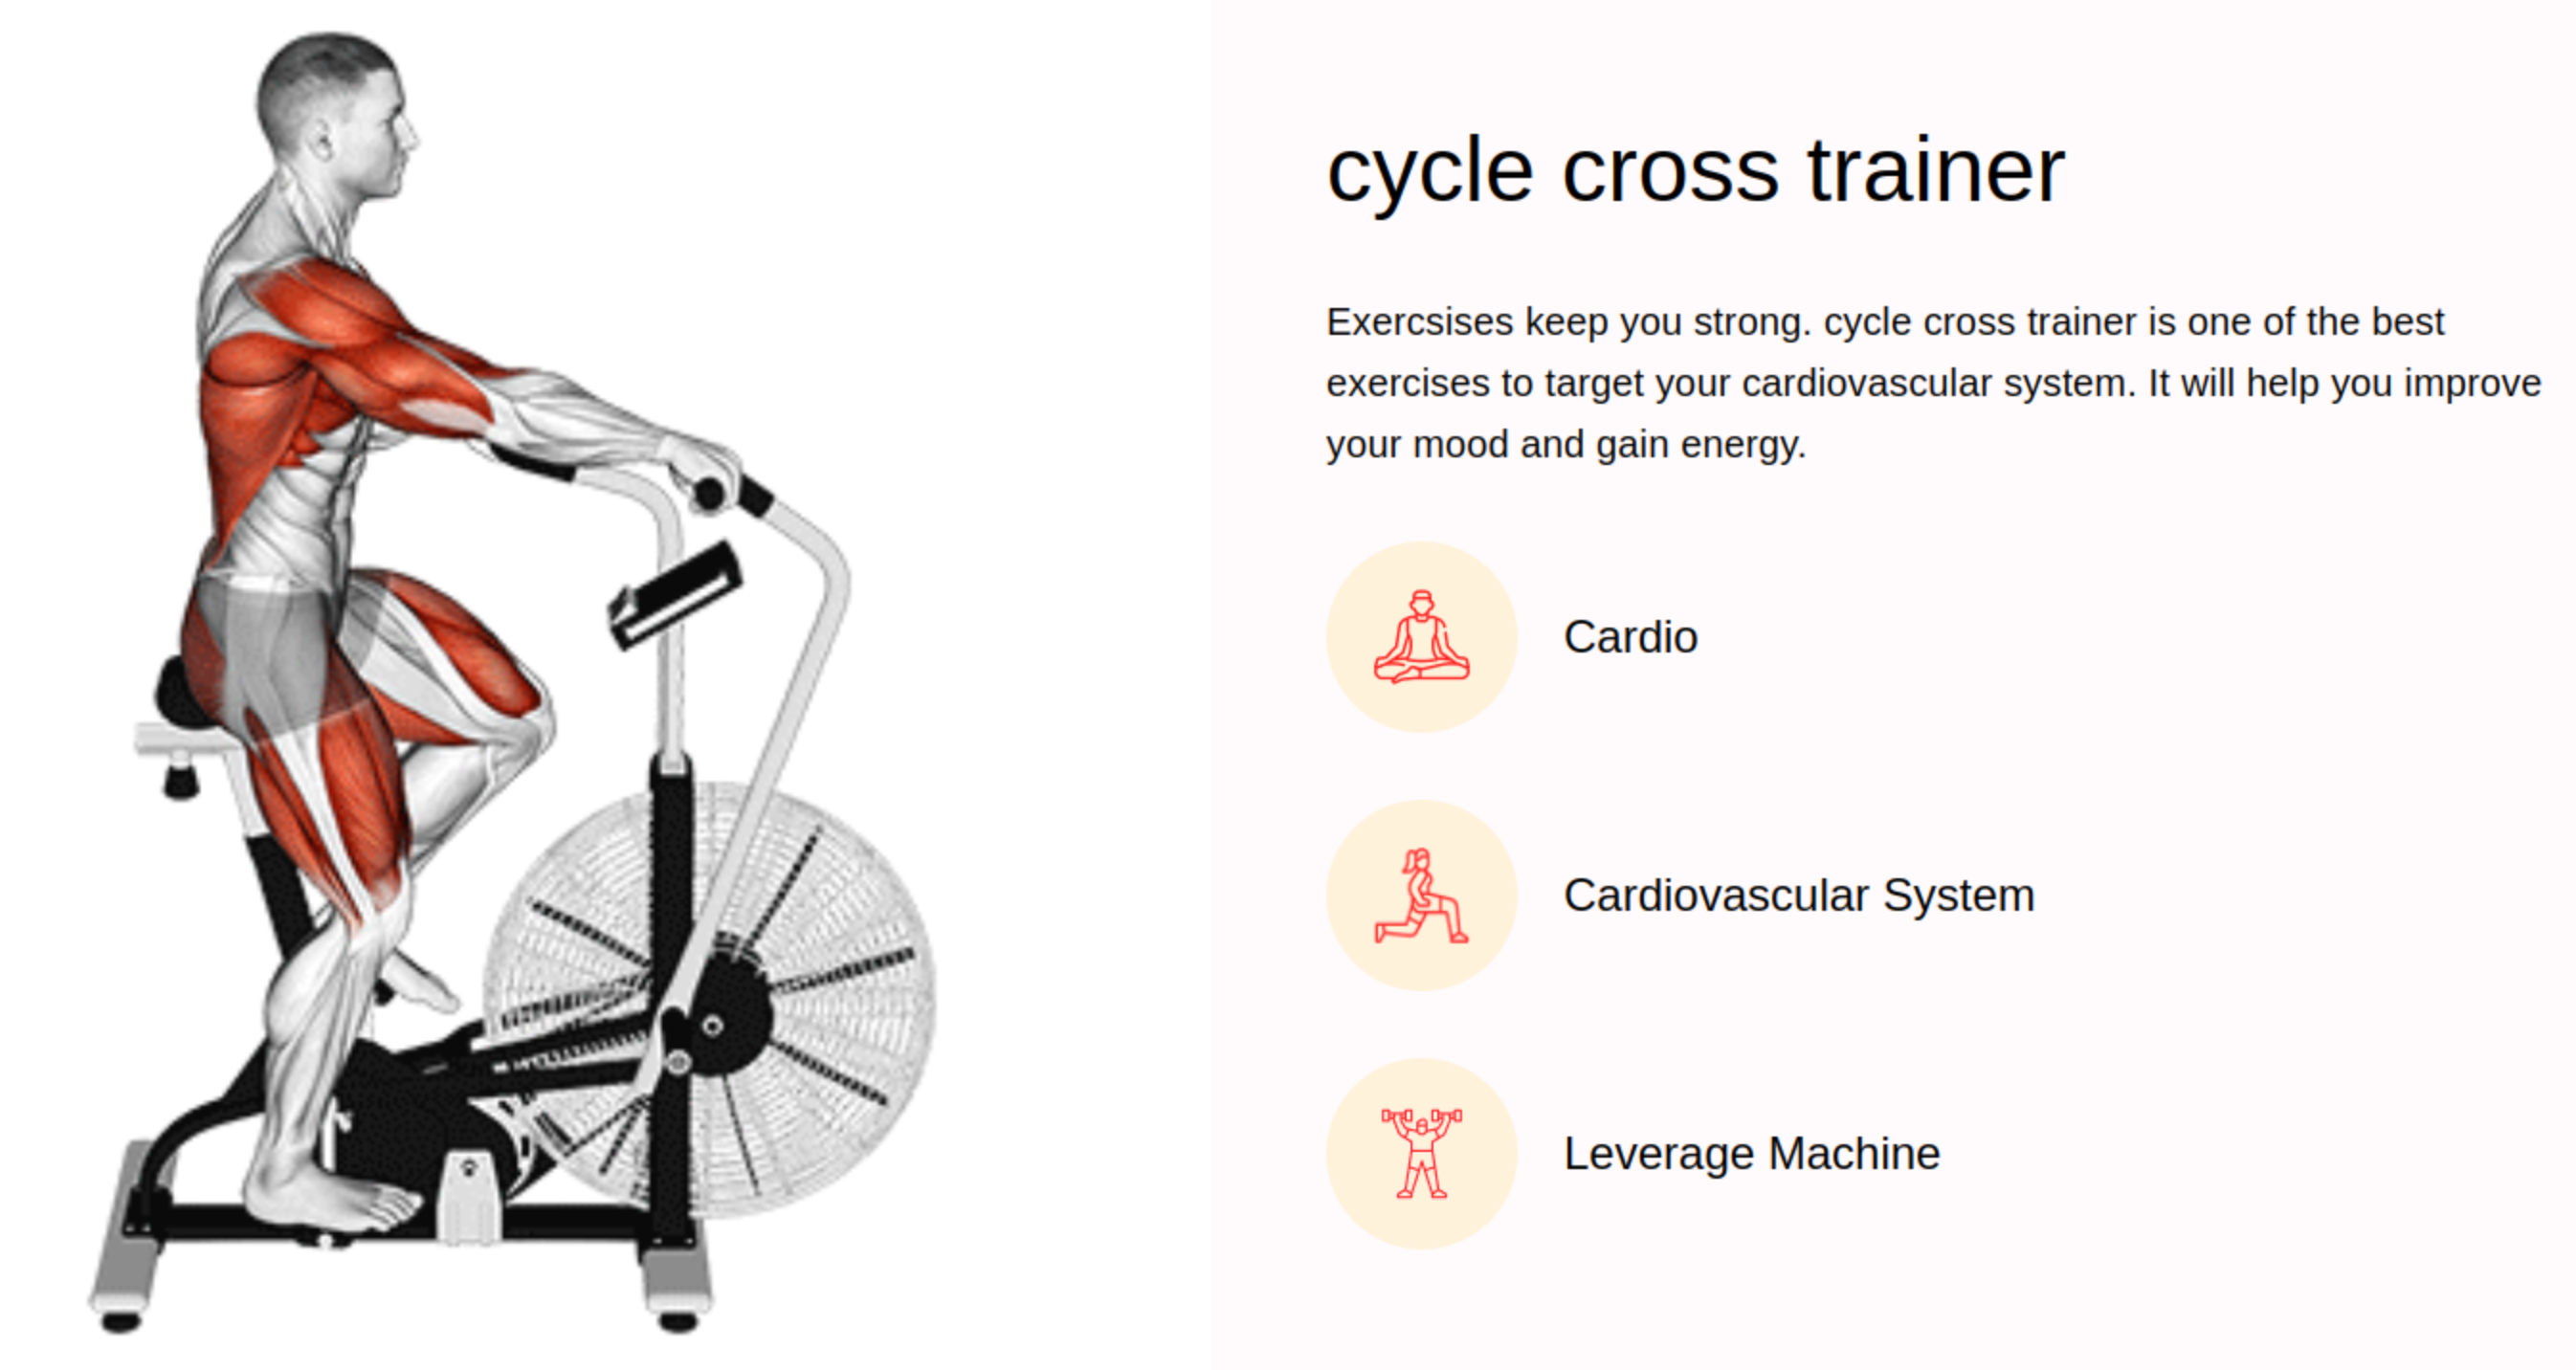 cycle cross trainer
Exercsises keep you strong. cycle cross trainer is one of the best
exercises to target your cardiovascular system. It will help you improve
your mood and gain energy.
Cardio
Cardiovascular System
Leverage Machine